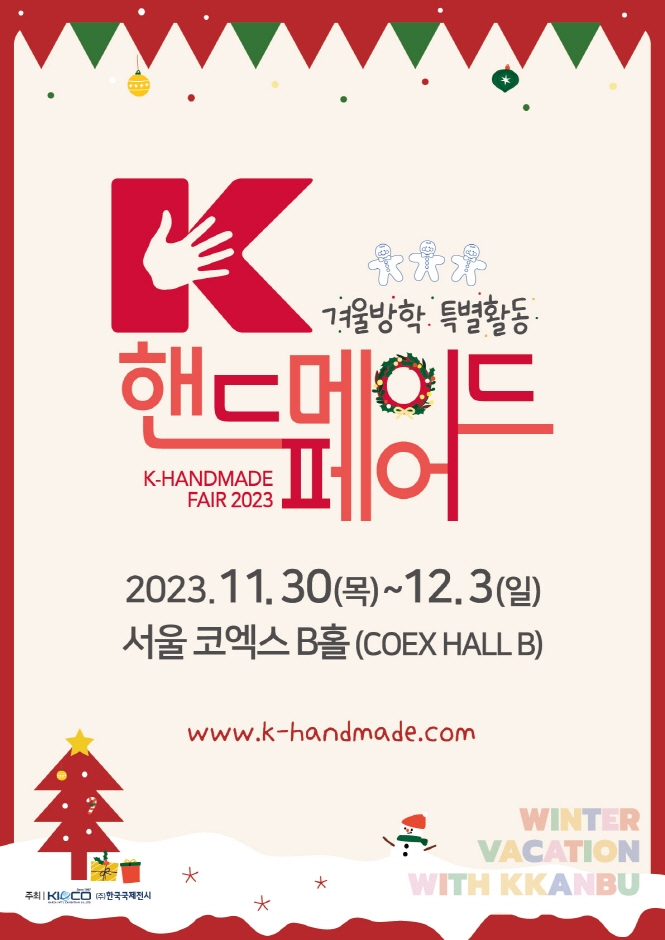 K
겨울방학 특별활동
핸드메이드
페어
K-HANDMADE
FAIR 2023
2023. 11. 30(목)~12. 3(일)
서울 코엑스 B홀 (COEX HALL B)
www.k-handmade.com
WINTER
VACATION
WITH KKANBU
주최 | KIECO (주)한국국제전시